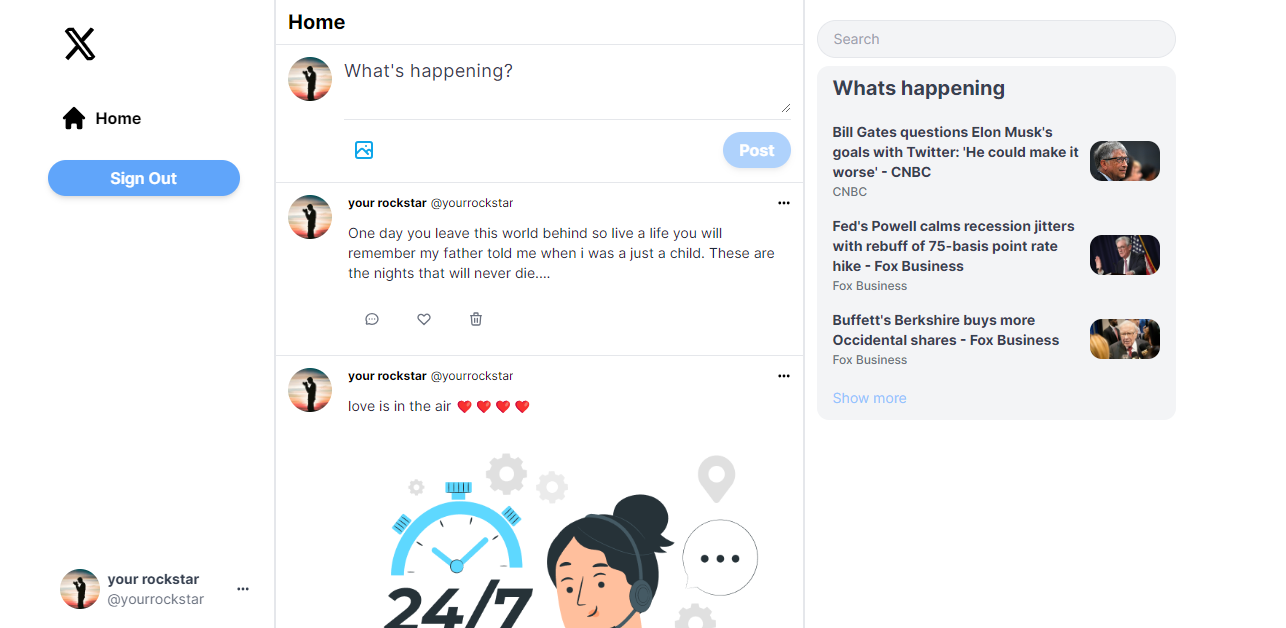 Home
Sign Out
your rockstar
@yourrockstar
Home
What's happening?
Post
your rockstar @yourrockstar
One day you leave this world behind so live a life you will
remember my father told me when i was a just a child. These are
the nights that will never die....
your rockstar @yourrockstar
love is in the air ❤️ ❤️ ❤️ ❤️
24/7
Search
Whats happening
Bill Gates questions Elon Musk's
goals with Twitter: 'He could make it
worse' - CNBC
CNBC
Fed's Powell calms recession jitters
with rebuff of 75-basis point rate
hike - Fox Business
Fox Business
Buffett's Berkshire buys more
Occidental shares - Fox Business
Fox Business
Show more